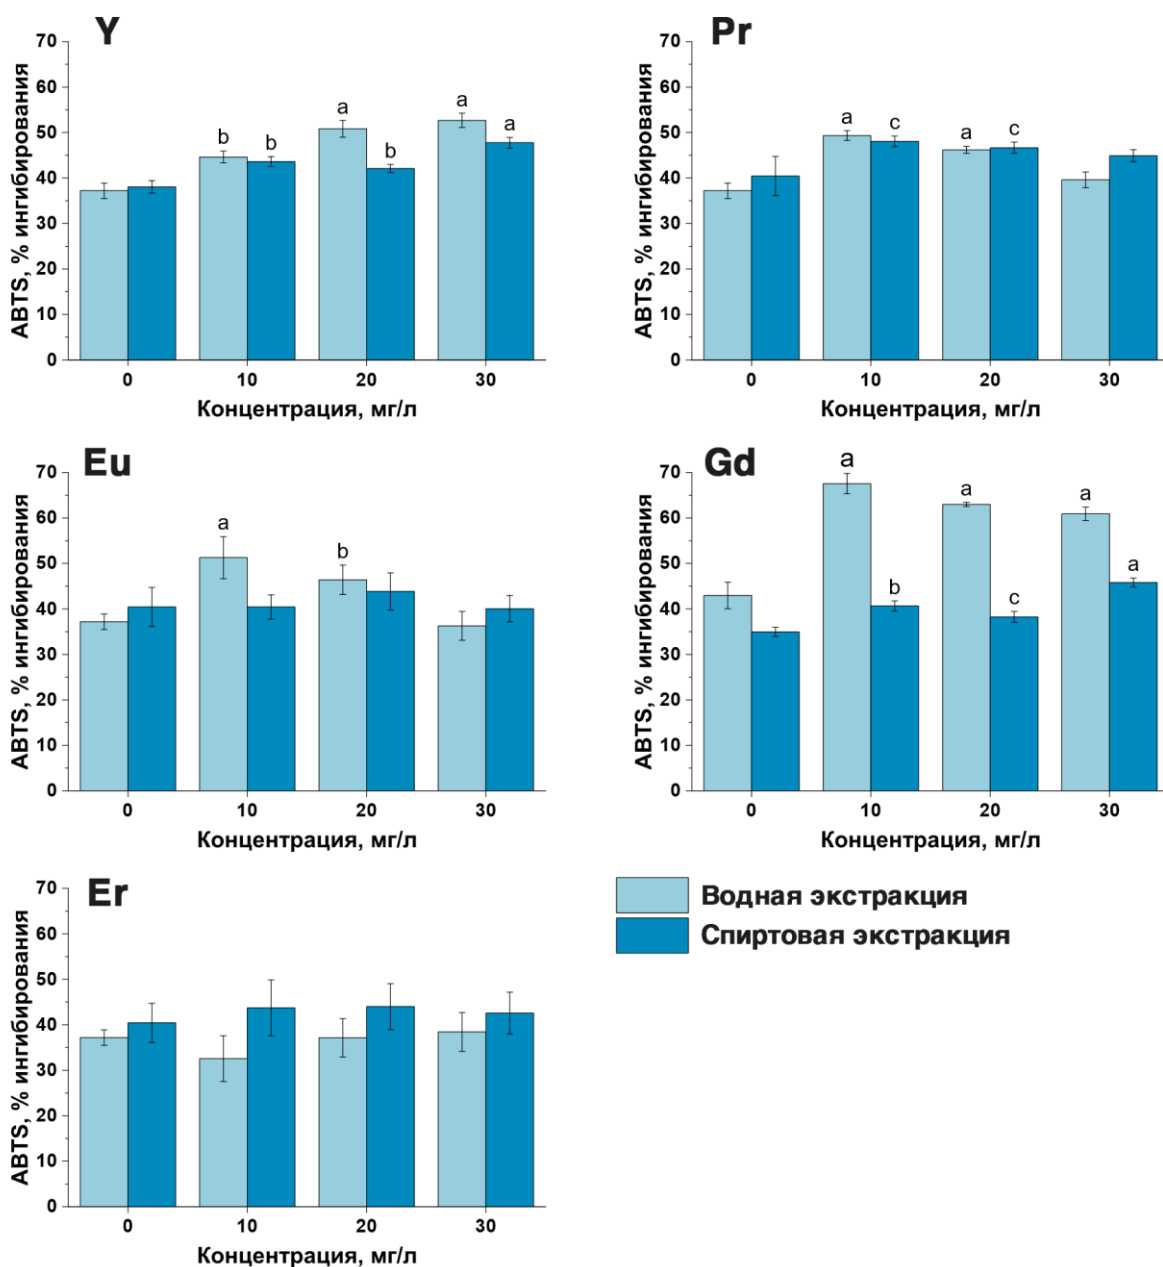 Y
ABTS, % ингибирования
70
60
50
40
30
20
10
0
b
b
a
b
a
a
0 10 20 30
Концентрация, мг/л
Pr
ABTS, % ингибирования
70
60
50
40
30
20
10
0
a
c
a
c
0 10 20 30
Концентрация, мг/л
Eu
ABTS, % ингибирования
70
60
50
40
30
20
10
0
a
b
0 10 20 30
Концентрация, мг/л
Gd
ABTS, % ингибирования
70
60
50
40
30
20
10
0
a
b
a
c
a
a
0 10 20 30
Концентрация, мг/л
Er
ABTS, % ингибирования
70
60
50
40
30
20
10
0
0 10 20 30
Концентрация, мг/л
Водная экстракция
Спиртовая экстракция